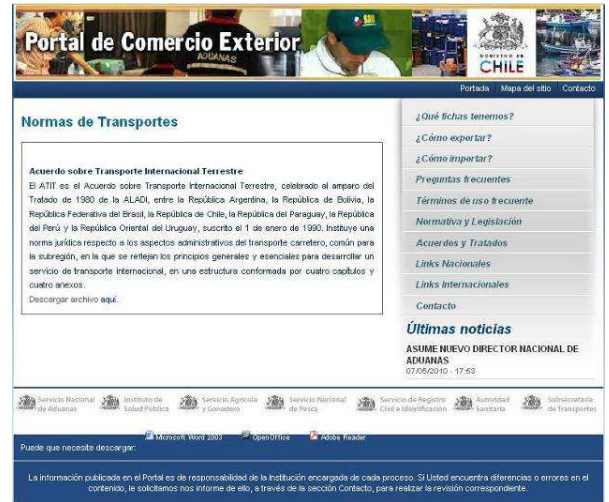 Portal de Comercio Exterior
ADUANAS
SAG
GOBIERNO DE
CHILE
Portada | Mapa del sitio | Contacto
Normas de Transportes
Acuerdo sobre Transporte Internacional Terrestre
El ATIT es el Acuerdo sobre Transporte Internacional Terrestre, celebrado al amparo del
Tratado de 1980 de la ALADI, entre la República Argentina, la República de Bolivia, la
República Federativa del Brasil, la República de Chile, la República del Paraguay, la República
del Perú y la República Oriental del Uruguay, suscrito el 1 de enero de 1990. Instituye una
norma jurídica respecto a los aspectos administrativos del transporte carretero, común para
la subregión, en la que se reflejan los principios generales y esenciales para desarrollar un
servicio de transporte internacional, en una estructura conformada por cuatro capítulos y
cuatro anexos.
Descargar archivo aquí.
¿Qué fichas tenemos?
¿Cómo exportar?
¿Cómo importar?
Preguntas frecuentes
Términos de uso frecuente
Normativa y Legislación
Acuerdos y Tratados
Links Nacionales
Links Internacionales
Contacto
Últimas noticias
ASUME NUEVO DIRECTOR NACIONAL DE
ADUANAS
07/05/2010 - 17:53
Servicio Nacional de Aduanas
Instituto de Salud Pública
Servicio Agrícola y Ganadero
Servicio Nacional de Pesca
Servicio de Registro Civil e Identificación
Autoridad Sanitaria
Subsecretaría de Transportes
Microsoft Word 2003 OpenOffice Adobe Reader
Puede que necesite descargar:
La información publicada en el Portal es de responsabilidad de la Institución encargada de cada proceso. Si Usted encuentra diferencias o errores en el
contenido, le solicitamos nos informe de ello, a través de la sección Contacto, para realizar la revisión correspondiente.